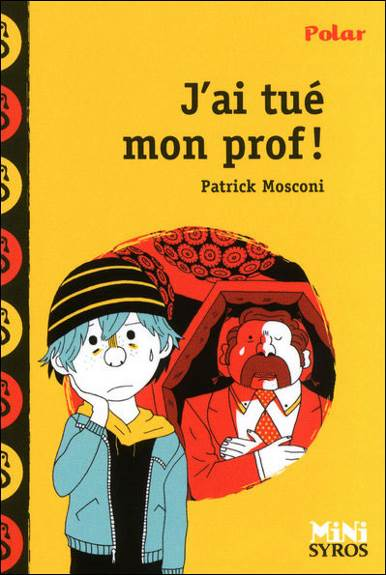 Polar
J'ai tué
mon prof !
Patrick Mosconi
MiNi
SYROS